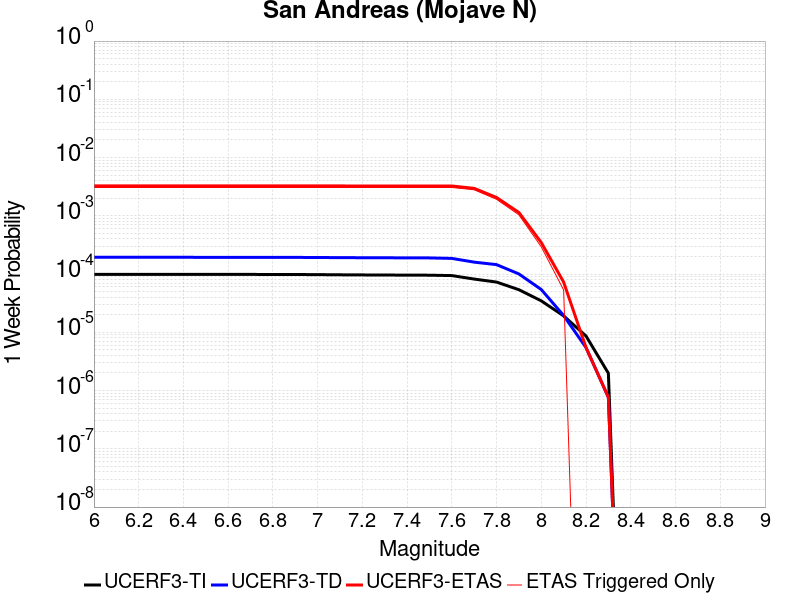 San Andreas (Mojave N)
10^0
10^-1
10^-2
10^-3
10^-4
10^-5
10^-6
10^-7
10^-8
1 Week Probability
6 6.2 6.4 6.6 6.8 7 7.2 7.4 7.6 7.8 8 8.2 8.4 8.6 8.8 9
Magnitude
UCERF3-TI UCERF3-TD UCERF3-ETAS ETAS Triggered Only